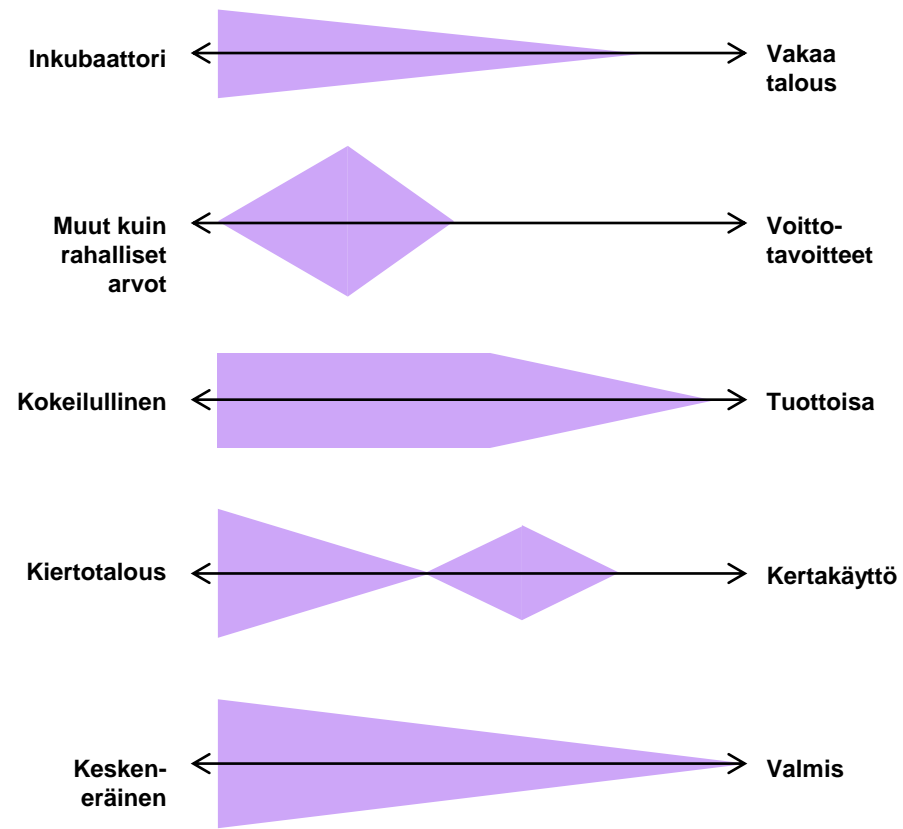 Inkubaattori
Vakaa
talous
Muut kuin
rahalliset
arvot
Voitto-
tavoitteet
Kokeilullinen
Tuottoisa
Kiertotalous
Kertakäyttö
Kesken-
eräinen
Valmis